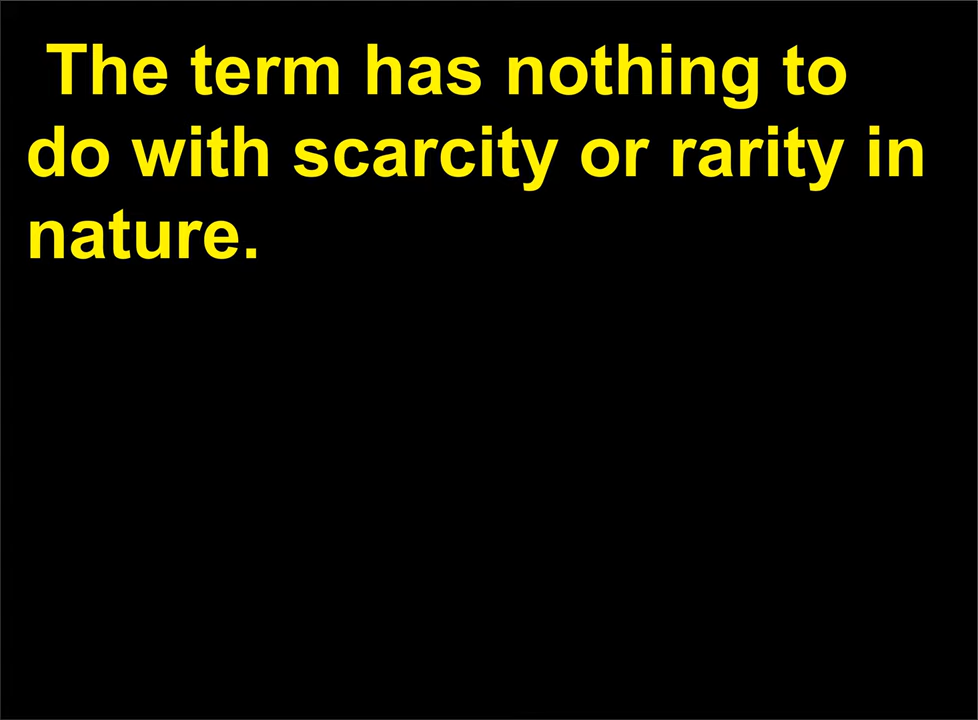 The term has nothing to
do with scarcity or rarity in
nature.